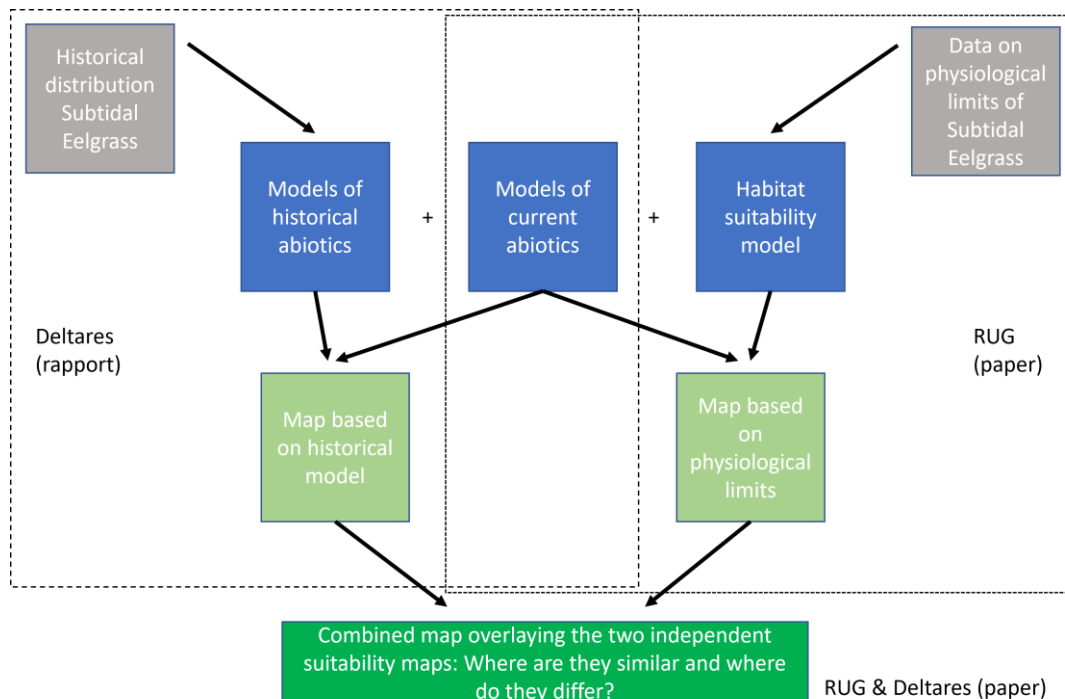 Historical
distribution
Subtidal
Eelgrass
Data on
physiological
limits of
Subtidal
Eelgrass
Models of
historical
abiotics
+
Models of
current
abiotics
+
Habitat
suitability
model
Deltares
(rapport)
RUG
(paper)
Map based
on historical
model
Map based
on
physiological
limits
Combined map overlaying the two independent
suitability maps: Where are they similar and where
do they differ?
RUG & Deltares (paper)